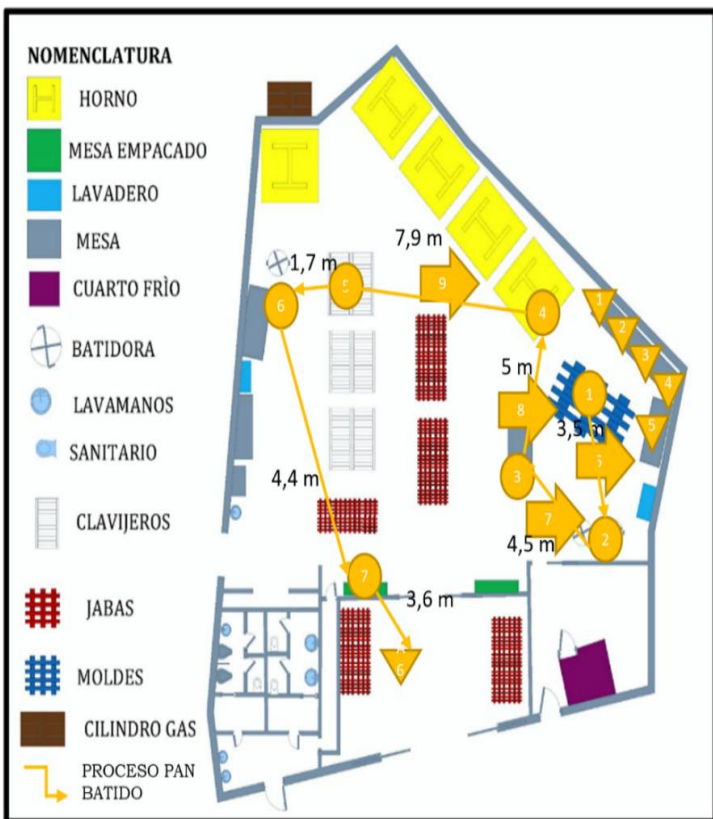 NOMENCLATURA
HORNO
MESA EMPACADO
LAVADERO
MESA
CUARTO FRÌO
BATIDORA
LAVAMANOS
SANITARIO
CLAVIJEROS
JABAS
MOLDES
CILINDRO GAS
PROCESO PAN
BATIDO
7,9 m
1,7 m
5
9
6
4
1
2
3
4
5
5 m
8
1
3,5 m
3
4,4 m
7
4,5 m
2
7
3,6 m
6